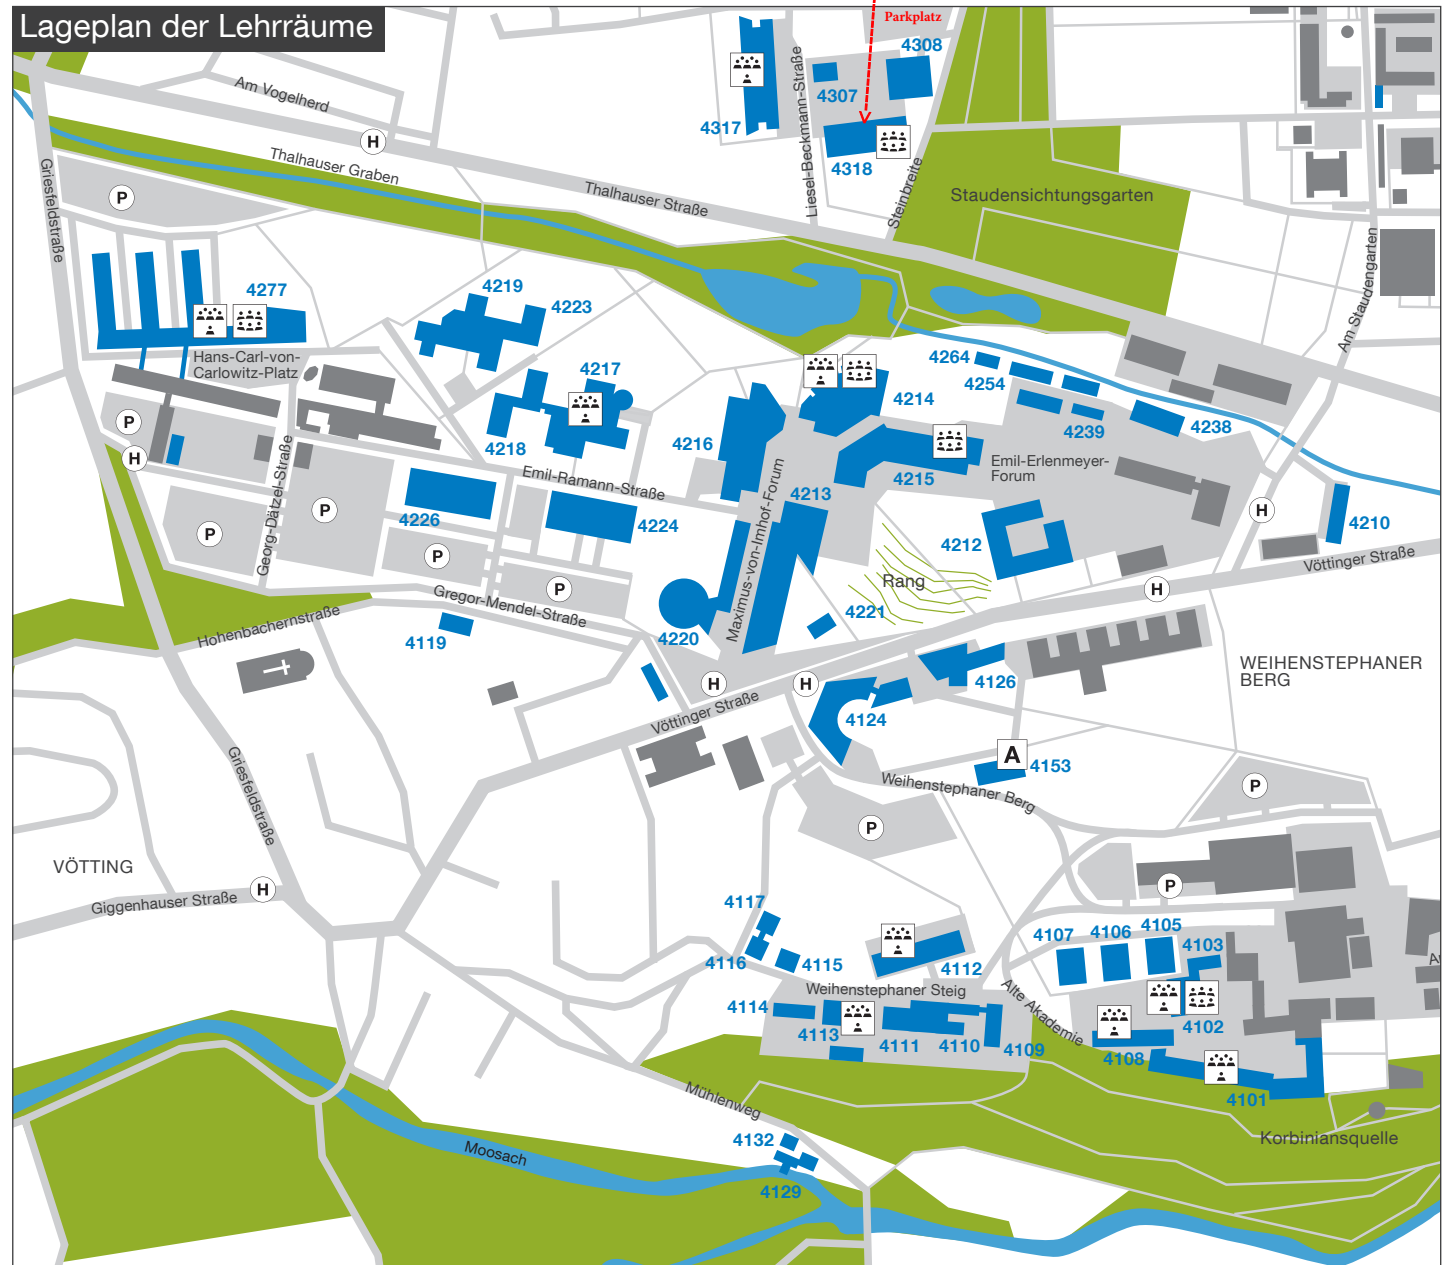 Lageplan der Lehrräume
Parkplatz
4308
4307
4317
4318
Liesel-Beckmann-Straße
Steinbreite
Am Vogelherd
H
Thalhauser Graben
Thalhauser Straße
Staudensichtungsgarten
Griesfeldstraße
P
Am Staudengarten
4277
4219
4223
Hans-Carl-von-
Carlowitz-Platz
4217
4264
4254
4214
4239
4238
P
H
4218
4216
Emil-Erlenmeyer-
Forum
4215
Georg-Dätzel-Straße
Emil-Ramann-Straße
4213
4226
4224
P
P
P
P
H
4210
4212
Maximus-von-Imhof-Forum
Rang
Vöttinger Straße
H
Gregor-Mendel-Straße
4221
4220
Hohenbachernstraße
4119
WEIHENSTEPHANER
BERG
4126
H
H
Vöttinger Straße
4124
A
4153
Weihenstephaner Berg
Griesfeldstraße
P
P
VÖTTING
Giggenhauser Straße
H
P
4117
4116
4115
4112
4107
4106
4105
4103
Weihenstephaner Steig
Alte Akademie
4114
4113
4111
4110
4109
4102
4108
4101
Mühlenweg
Korbiniansquelle
4132
4129
Moosach